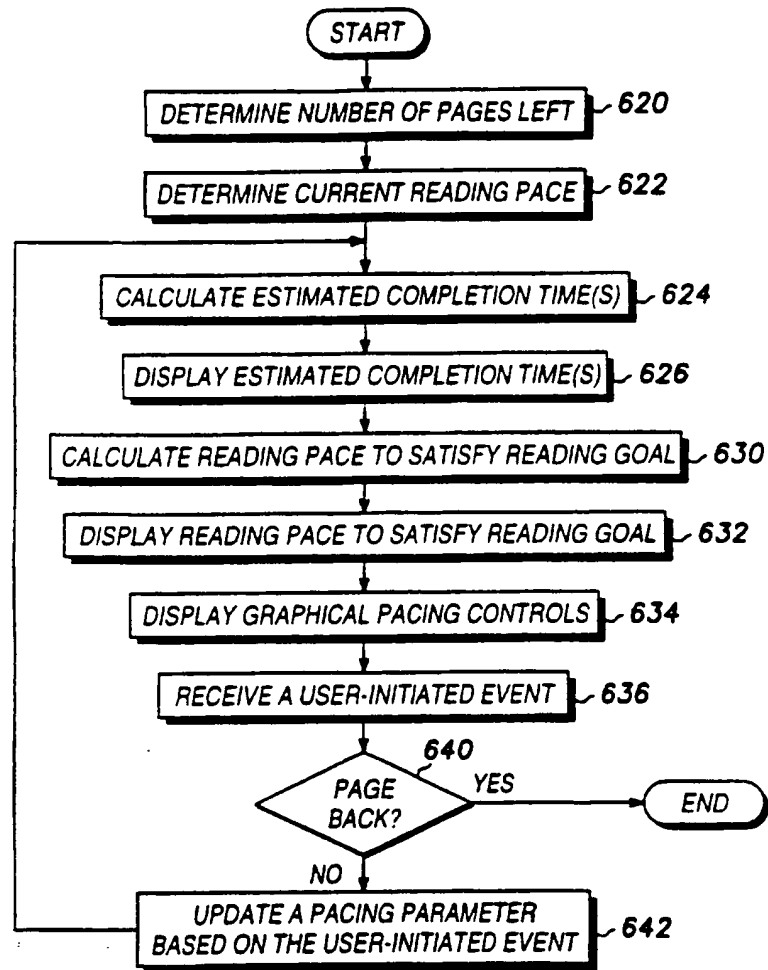 START
DETERMINE NUMBER OF PAGES LEFT 620
DETERMINE CURRENT READING PACE 622
CALCULATE ESTIMATED COMPLETION TIME(S) 624
DISPLAY ESTIMATED COMPLETION TIME(S) 626
CALCULATE READING PACE TO SATISFY READING GOAL 630
DISPLAY READING PACE TO SATISFY READING GOAL 632
DISPLAY GRAPHICAL PACING CONTROLS 634
RECEIVE A USER-INITIATED EVENT 636
640
PAGE
BACK?
YES
END
NO
UPDATE A PACING PARAMETER
BASED ON THE USER-INITIATED EVENT 642